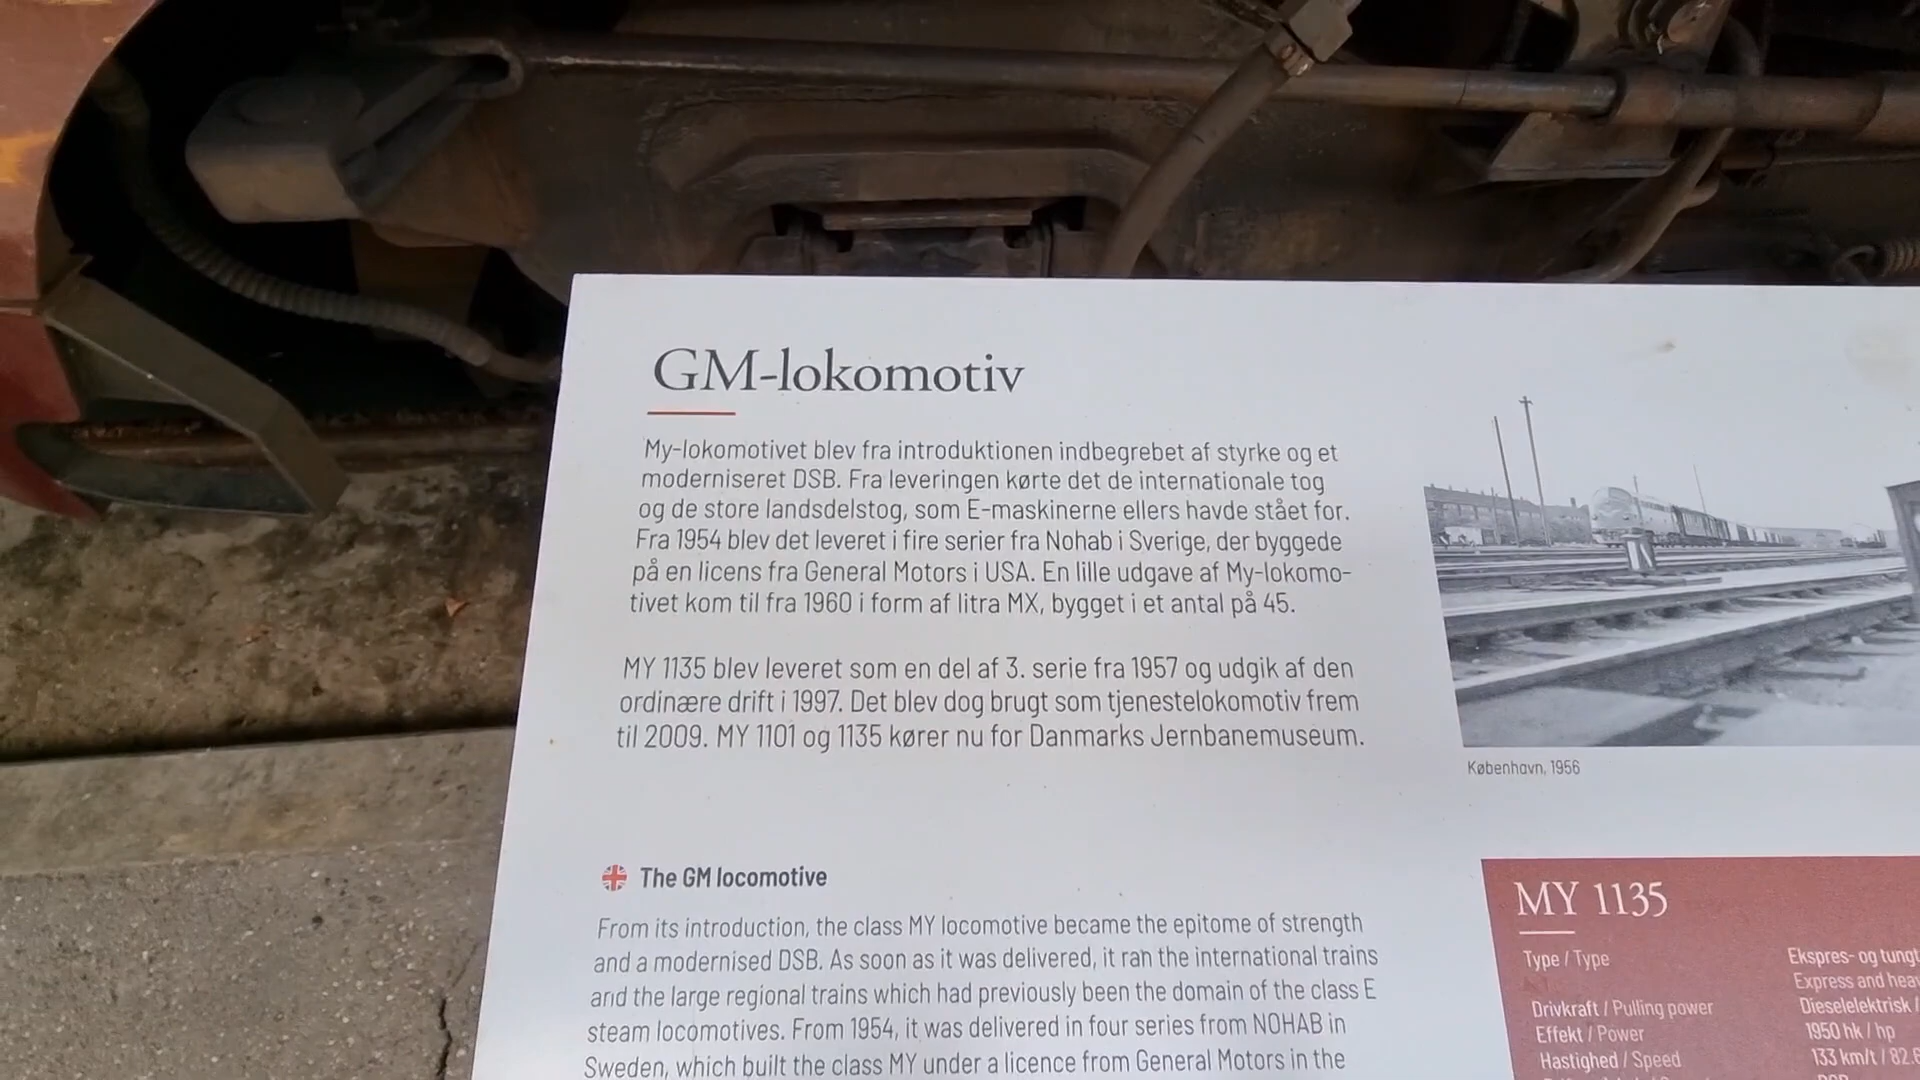 GM-lokomotiv
My-lokomotivet blev fra introduktionen indbegrebet af styrke og et
moderniseret DSB. Fra leveringen kørte det de internationale tog
og de store landsdelstog, som E-maskinerne ellers havde stået for.
Fra 1954 blev det leveret i fire serier fra Nohab i Sverige, der byggede
på en licens fra General Motors i USA. En lille udgave af My-lokomo-
tivet kom til fra 1960 i form af litra MX, bygget i et antal på 45.
MY 1135 blev leveret som en del af 3. serie fra 1957 og udgik af den
ordinære drift i 1997. Det blev dog brugt som tjenestelokomotiv frem
til 2009. MY 1101 og 1135 kører nu for Danmarks Jernbanemuseum.
København, 1956
The GM locomotive
From its introduction, the class MY locomotive became the epitome of strength
and a modernised DSB. As soon as it was delivered, it ran the international trains
and the large regional trains which had previously been the domain of the class E
steam locomotives. From 1954, it was delivered in four series from NOHAB in
Sweden, which built the class MY under a licence from General Motors in the
MY 1135
Type / Type Ekspres- og tungt
Express and
Drivkraft / Pulling power Dieselelektrisk /
Effekt / Power 1950 hk / hp
Hastighed / Speed 133 km/t / 82.